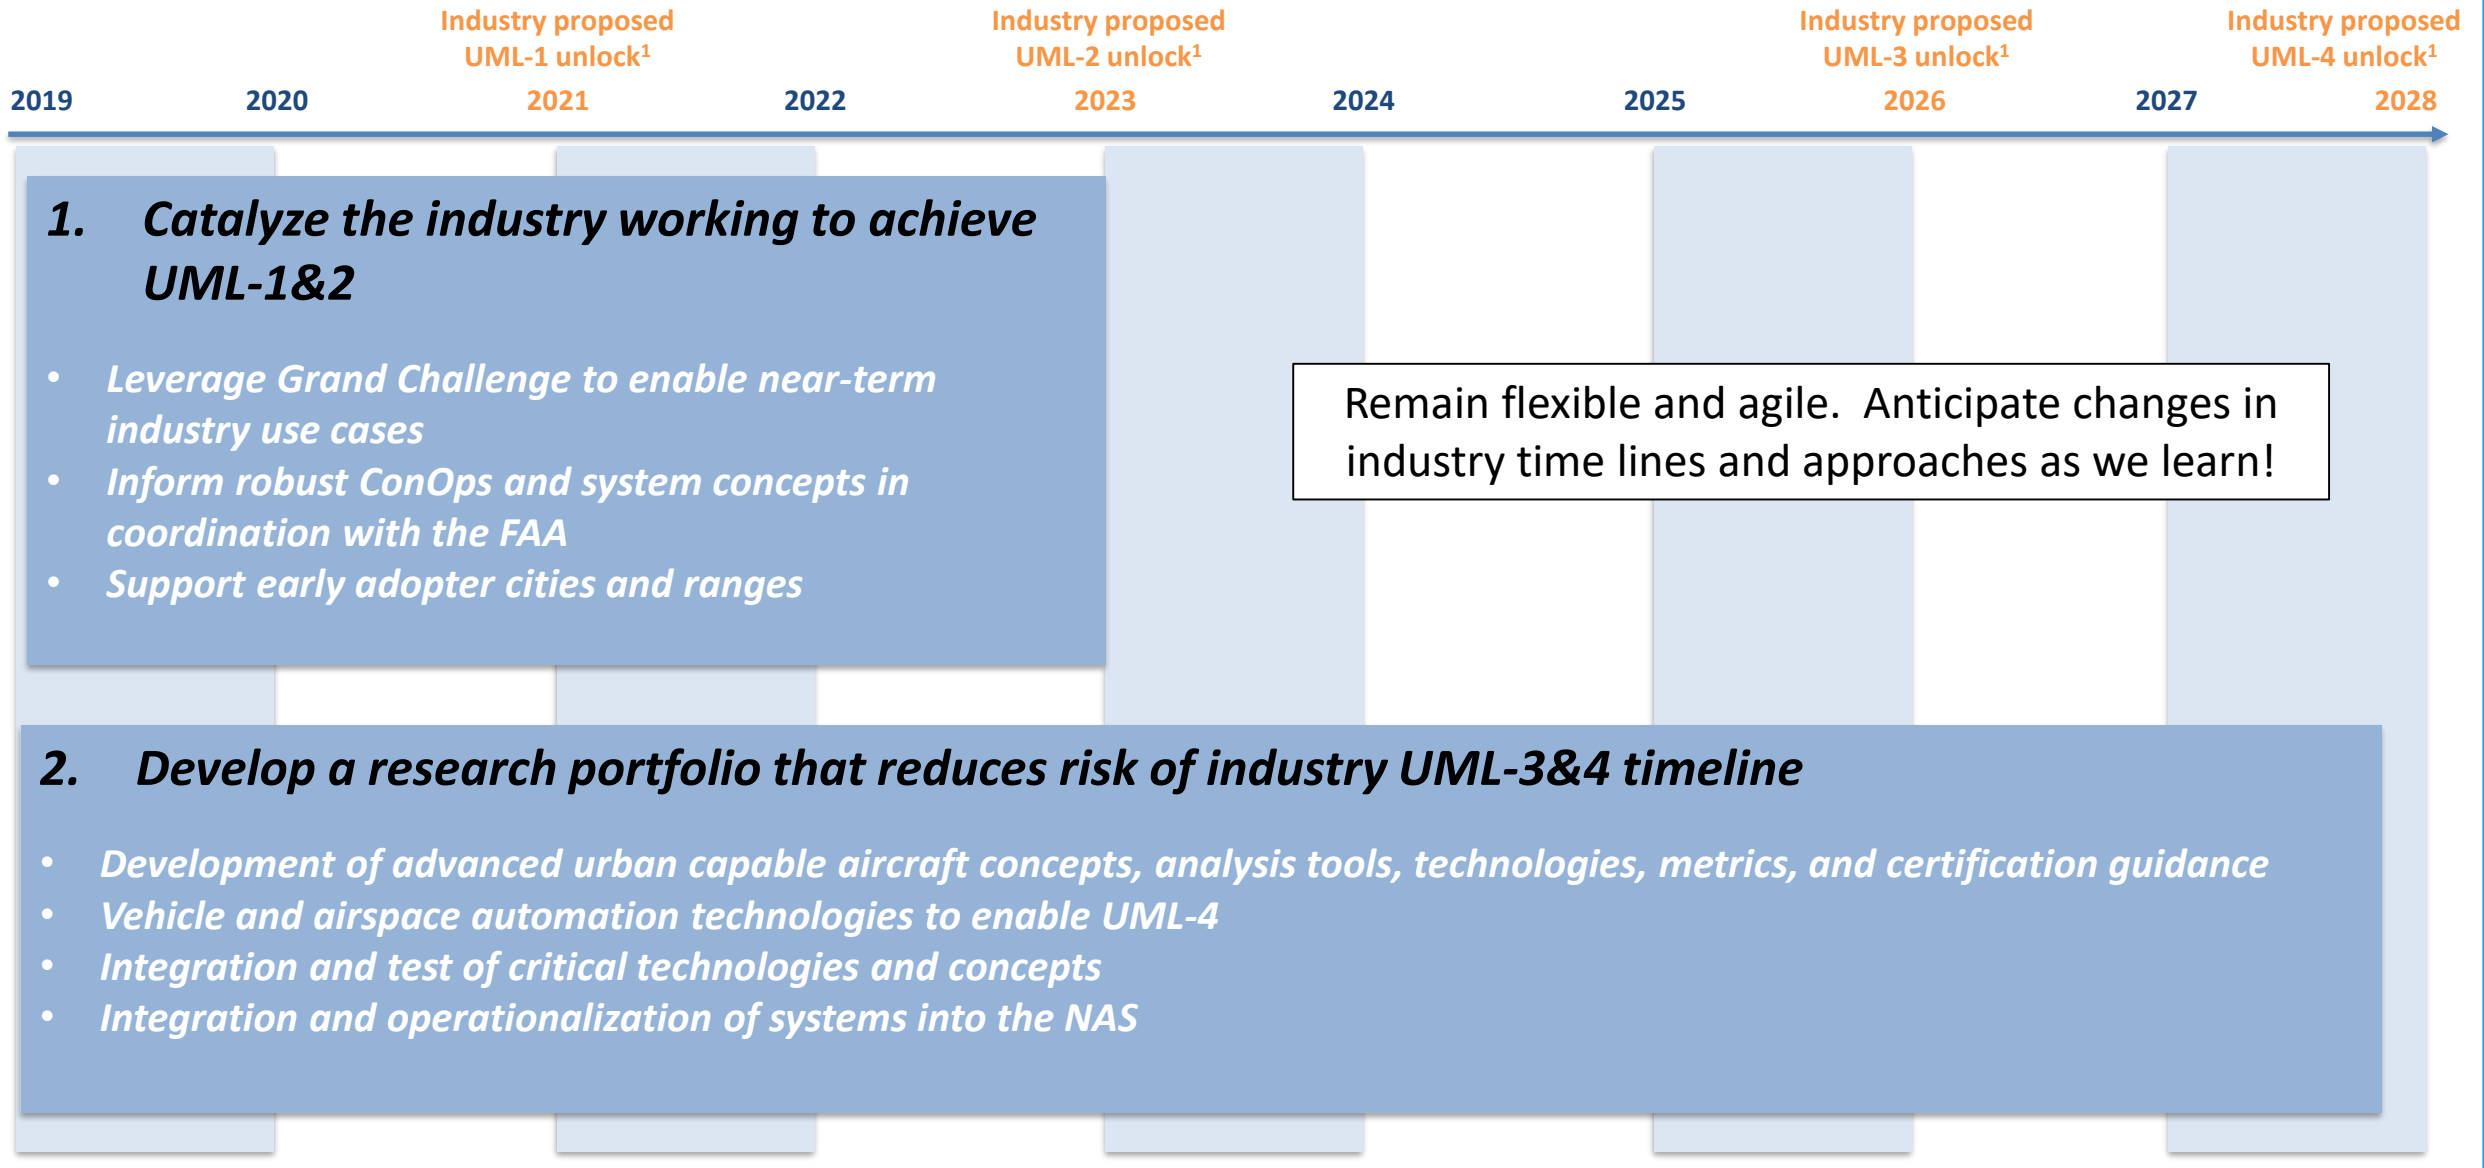 Industry proposed
UML-1 unlock¹
Industry proposed
UML-2 unlock¹
Industry proposed
UML-3 unlock¹
Industry proposed
UML-4 unlock¹
2019 2020 2021 2022 2023 2024 2025 2026 2027 2028
1. Catalyze the industry working to achieve
UML-1&2
• Leverage Grand Challenge to enable near-term
industry use cases
• Inform robust ConOps and system concepts in
coordination with the FAA
• Support early adopter cities and ranges
Remain flexible and agile. Anticipate changes in
industry time lines and approaches as we learn!
2. Develop a research portfolio that reduces risk of industry UML-3&4 timeline
• Development of advanced urban capable aircraft concepts, analysis tools, technologies, metrics, and certification guidance
• Vehicle and airspace automation technologies to enable UML-4
• Integration and test of critical technologies and concepts
• Integration and operationalization of systems into the NAS